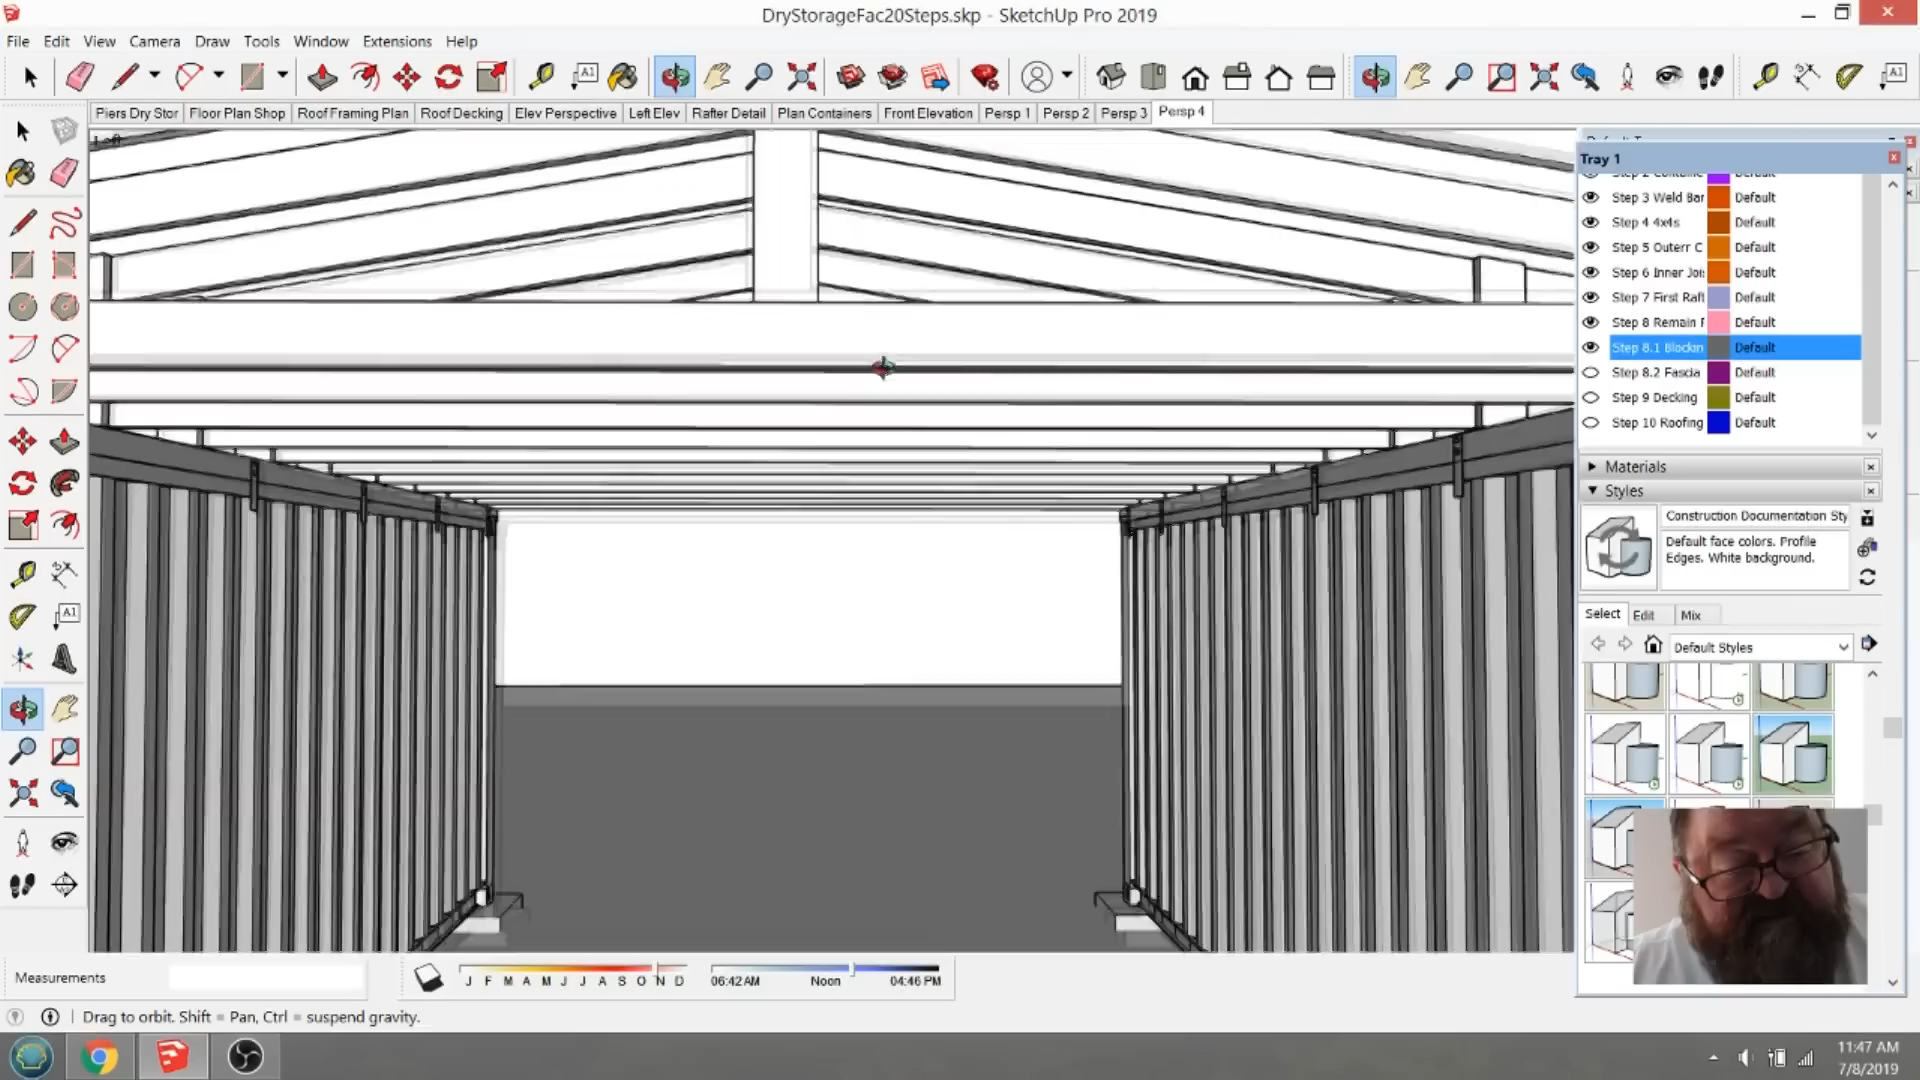 DryStorageFac20Steps.skp - SketchUp Pro 2019
File Edit View Camera Draw Tools Window Extensions Help
A1
A1
Piers Dry Stor Floor Plan Shop Roof Framing Plan Roof Decking Elev Perspective Left Elev Rafter Detail Plan Containers Front Elevation Persp 1 Persp 2 Persp 3 Persp 4
Left
Tray 1
Default
Step 3 Weld Bar Default
Step 4 4x4s Default
Step 5 Outerr C Default
Step 6 Inner Joi Default
Step 7 First Raft Default
Step 8 Remain F Default
Step 8.1 Blockin Default
Step 8.2 Fascia Default
Step 9 Decking Default
Step 10 Roofing Default
Materials
Styles
Construction Documentation Sty
Default face colors. Profile
Edges. White background.
A1
Select Edit Mix
Default Styles
Measurements
J F M A M J J A S O N D
06:42 AM Noon 04:46 PM
Drag to orbit. Shift = Pan, Ctrl = suspend gravity.
11:47 AM
7/8/2019